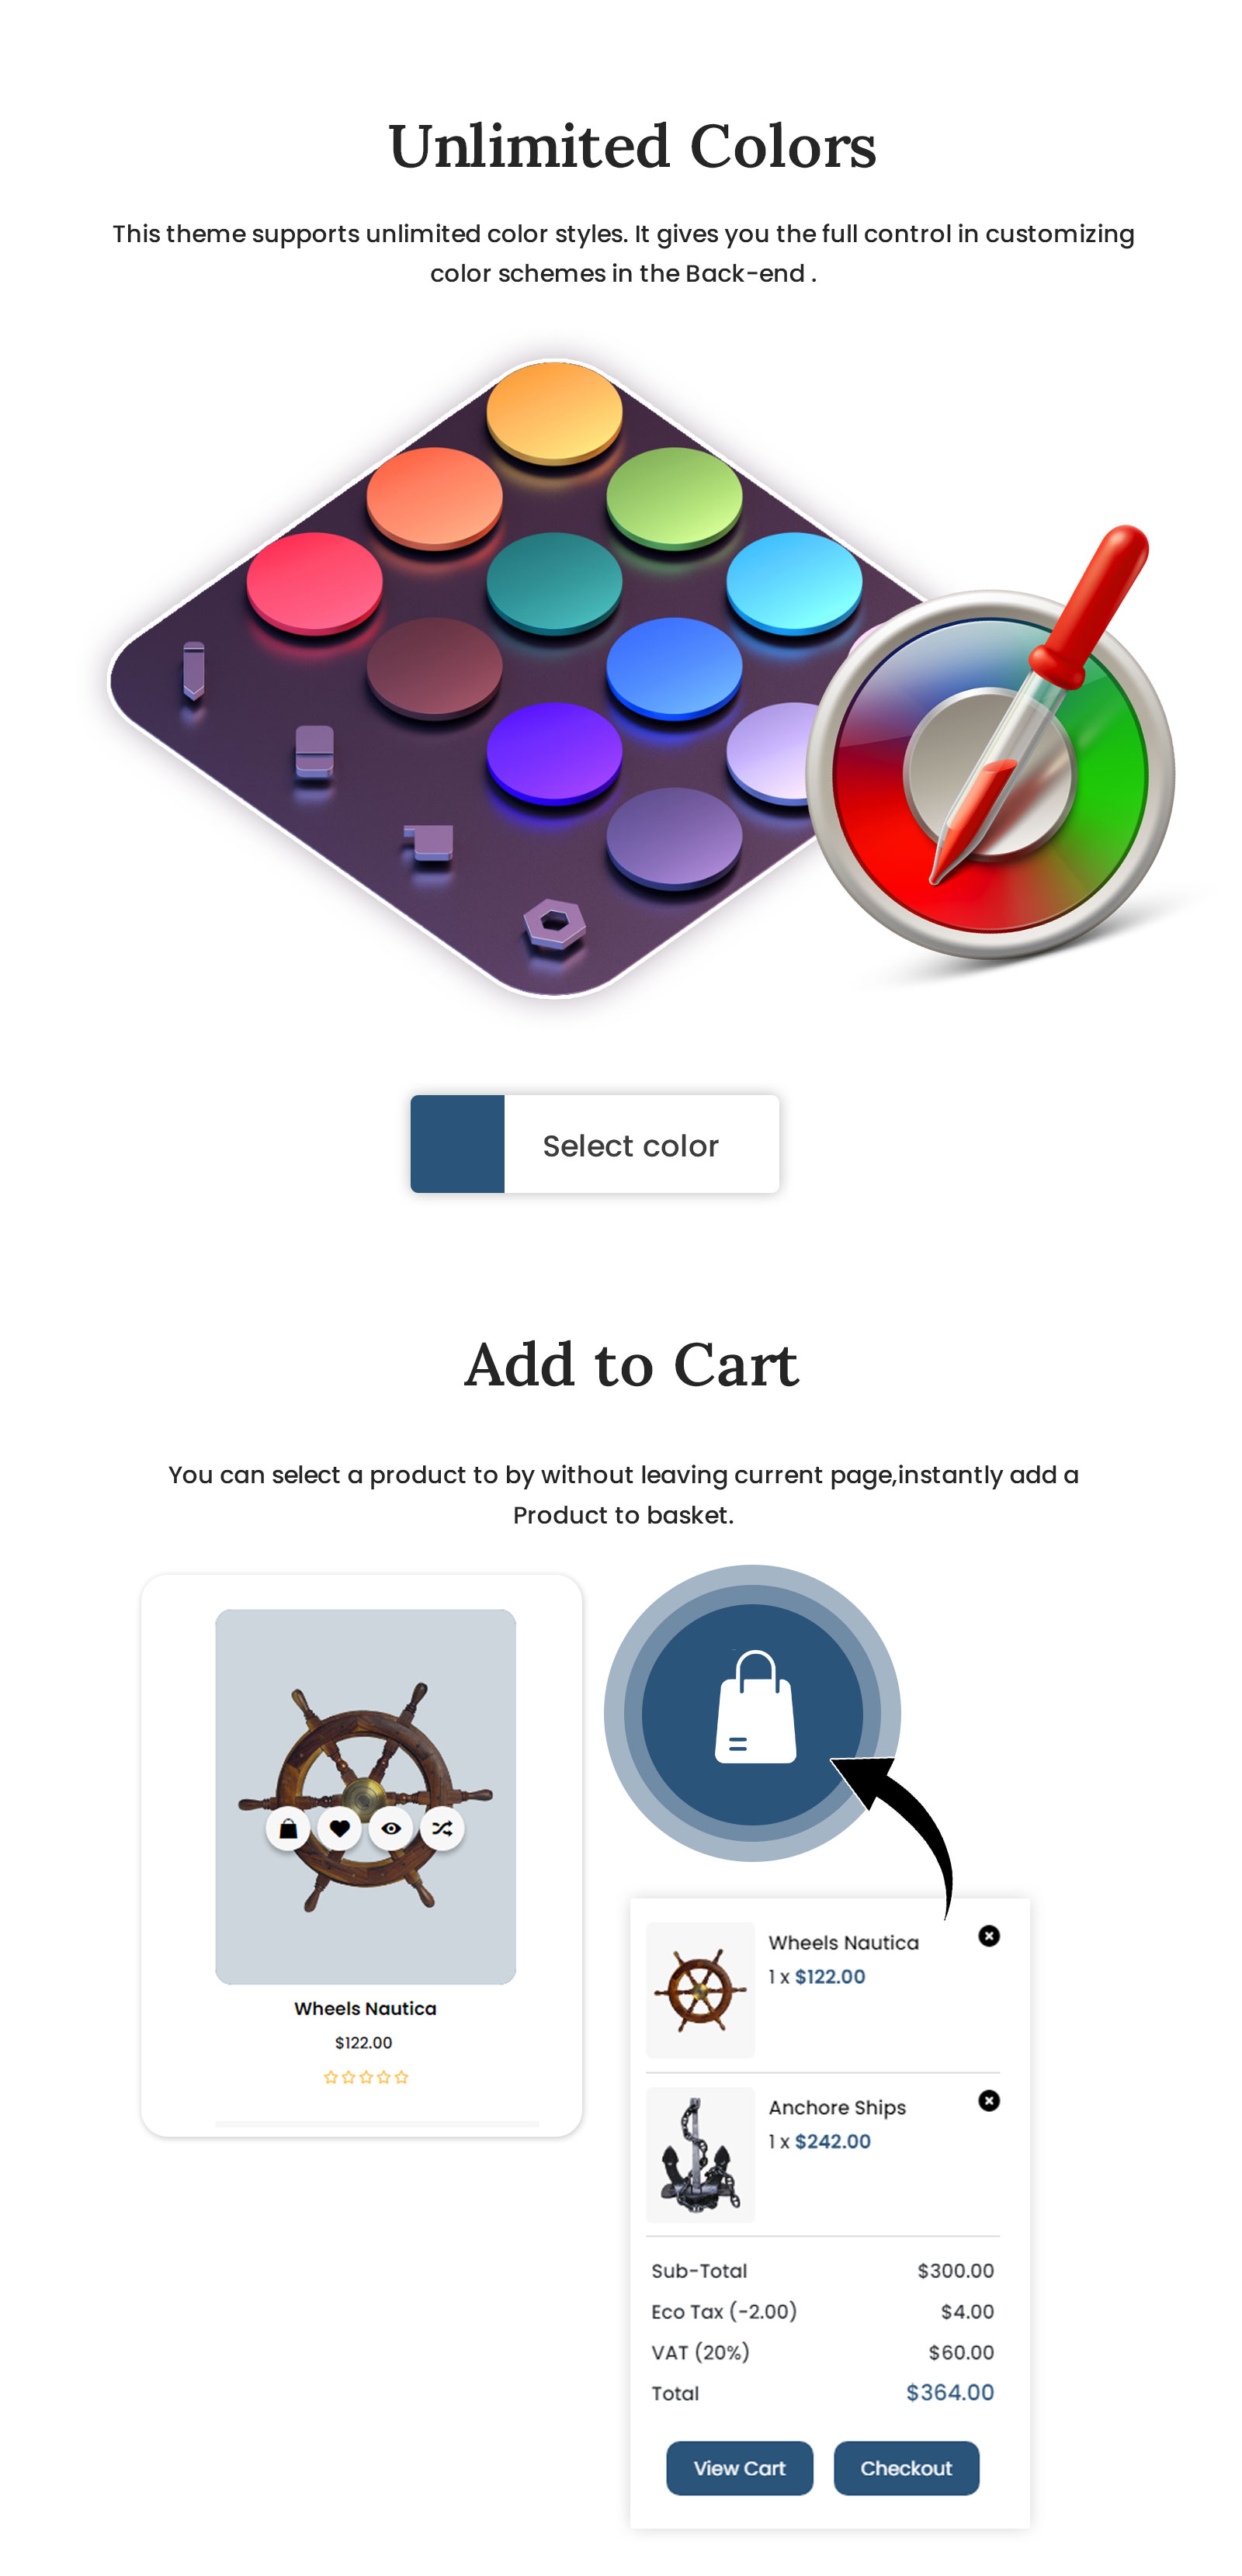 Unlimited Colors
This theme supports unlimited color styles. It gives you the full control in customizing
color schemes in the Back-end .
Select color
Add to Cart
You can select a product to by without leaving current page,instantly add a
Product to basket.
Wheels Nautica
$122.00
Wheels Nautica
1 x $122.00
Anchore Ships
1 x $242.00
Sub-Total $300.00
Eco Tax (-2.00) $4.00
VAT (20%) $60.00
Total $364.00
View Cart Checkout